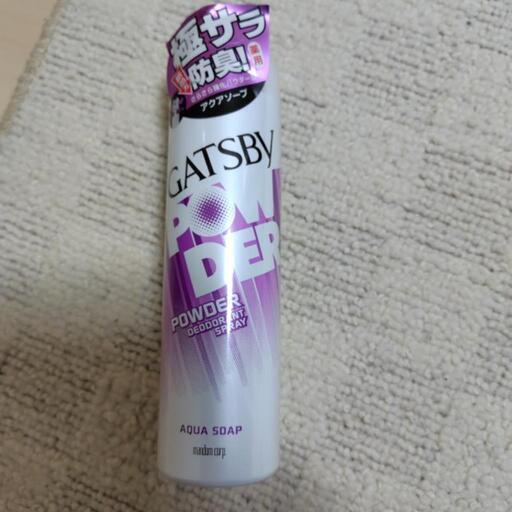 極サラ
防臭!
薬用
アクアソープ
GATSBY
POW
DER
POWDER
DEODORANT
SPRAY
AQUA SOAP
mandom corp.